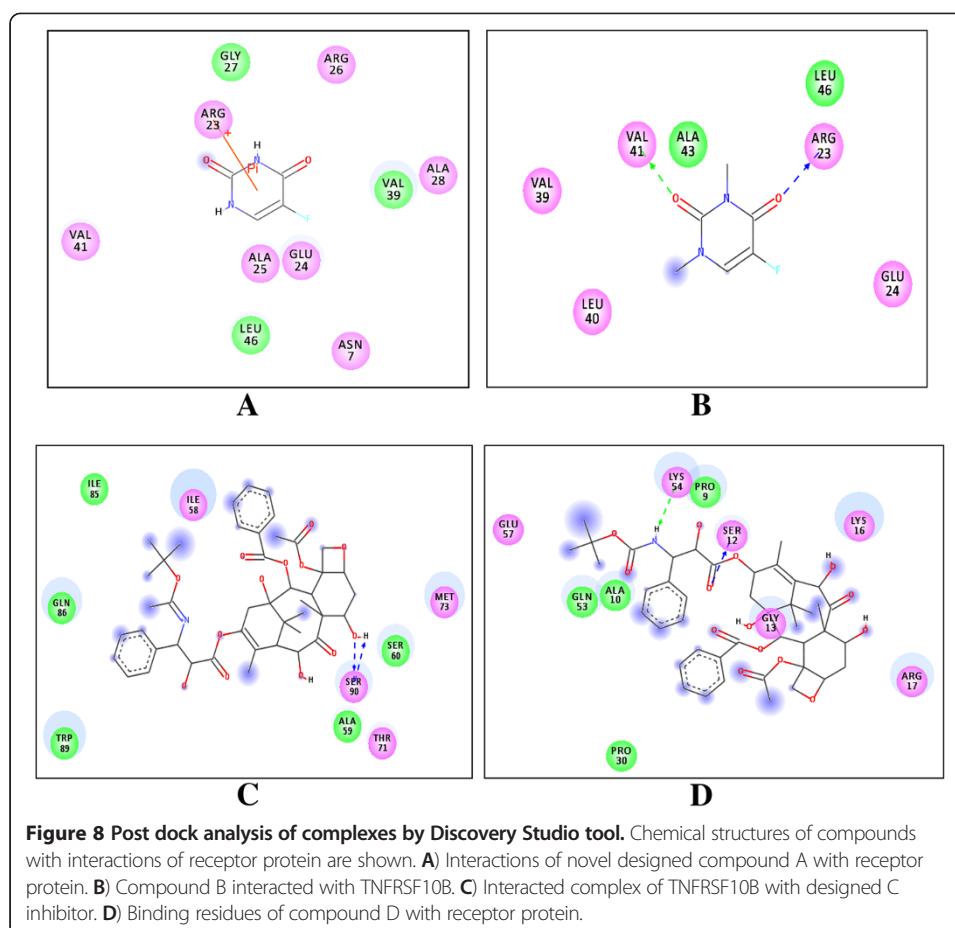 GLY
27
ARG
26
ARG
23
+
H
N
O
O
Pi
N
H
F
VAL
39
ALA
28
VAL
41
ALA
25
GLU
24
LEU
46
ASN
7
A
LEU
46
VAL
41
ALA
43
ARG
23
VAL
39
O
N
O
N
F
GLU
24
LEU
40
B
ILE
85
ILE
58
O
O
O
O
O
O
N
GLN
86
MET
73
O
O
O
O
O
O
H
O
H
SER
60
SER
90
ALA
59
THR
71
TRP
89
C
LYS
54
PRO
9
GLU
57
H
N
O
O
O
O
O
SER
12
LYS
16
H
O
O
GLN
53
ALA
10
GLY
13
H
O
H
O
O
O
O
O
O
ARG
17
PRO
30
D
Figure 8 Post dock analysis of complexes by Discovery Studio tool. Chemical structures of compounds
with interactions of receptor protein are shown. A) Interactions of novel designed compound A with receptor
protein. B) Compound B interacted with TNFRSF10B. C) Interacted complex of TNFRSF10B with designed C
inhibitor. D) Binding residues of compound D with receptor protein.